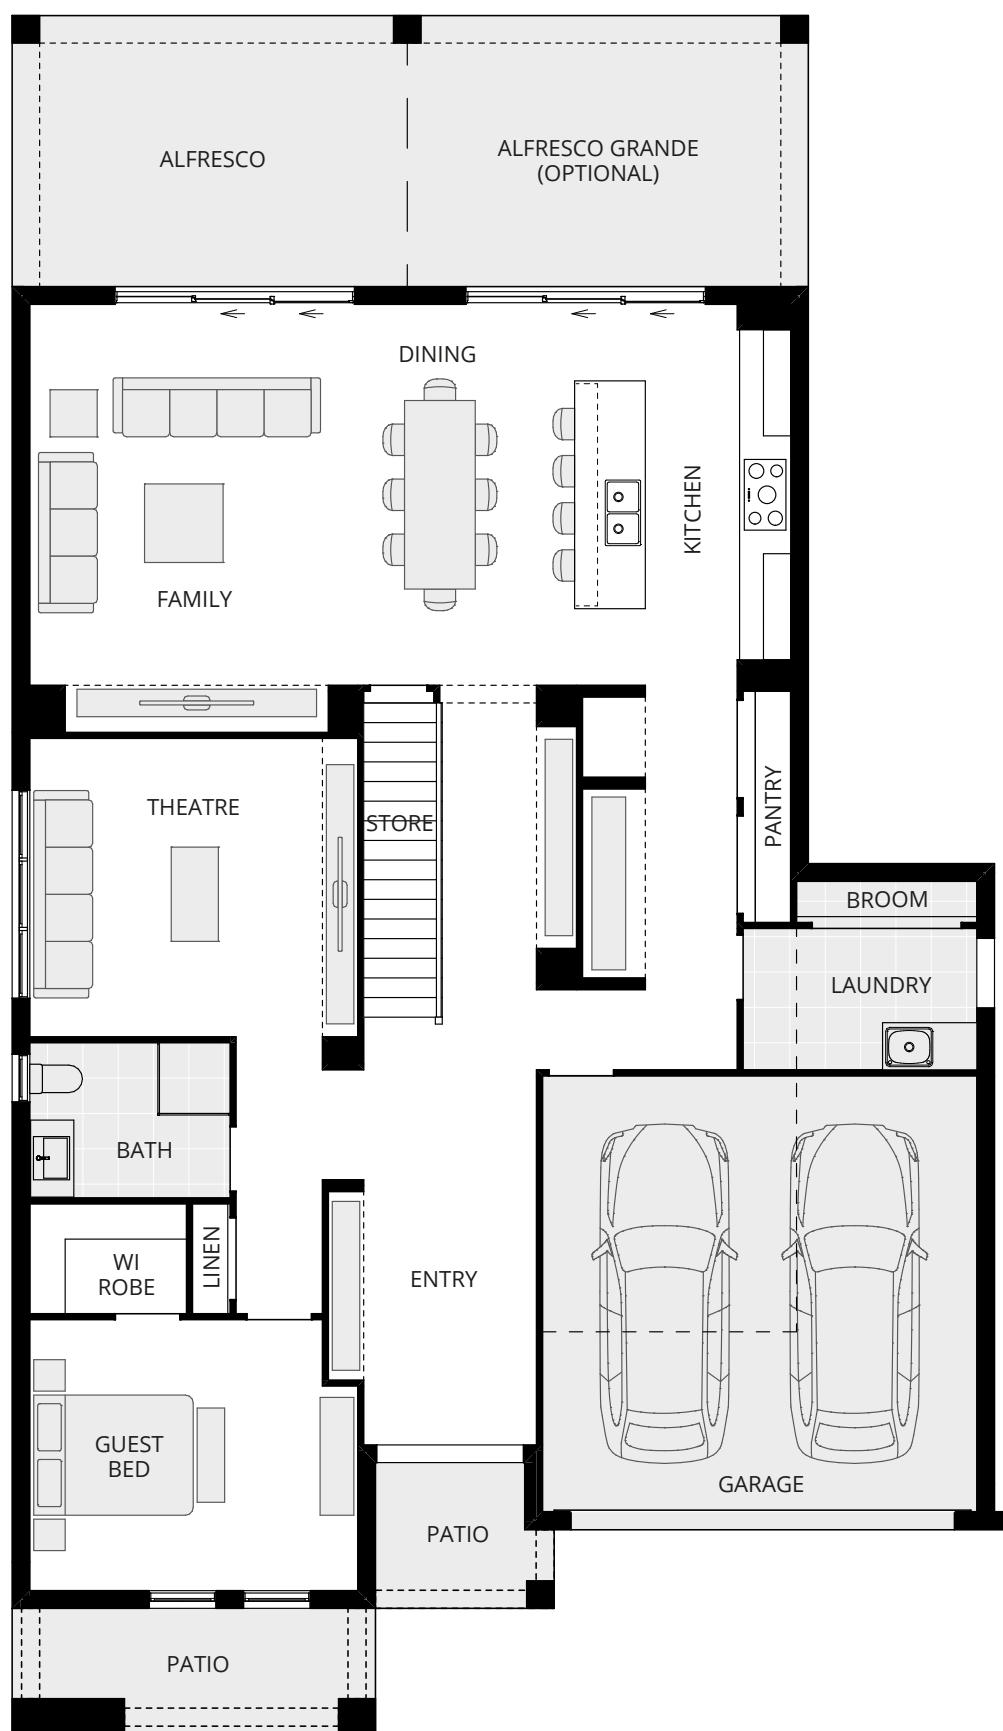 ALFRESCO
ALFRESCO GRANDE
(OPTIONAL)
DINING
KITCHEN
FAMILY
THEATRE
STORE
PANTRY
BROOM
LAUNDRY
BATH
LINEN
WI
ROBE
ENTRY
GUEST
BED
GARAGE
PATIO
PATIO